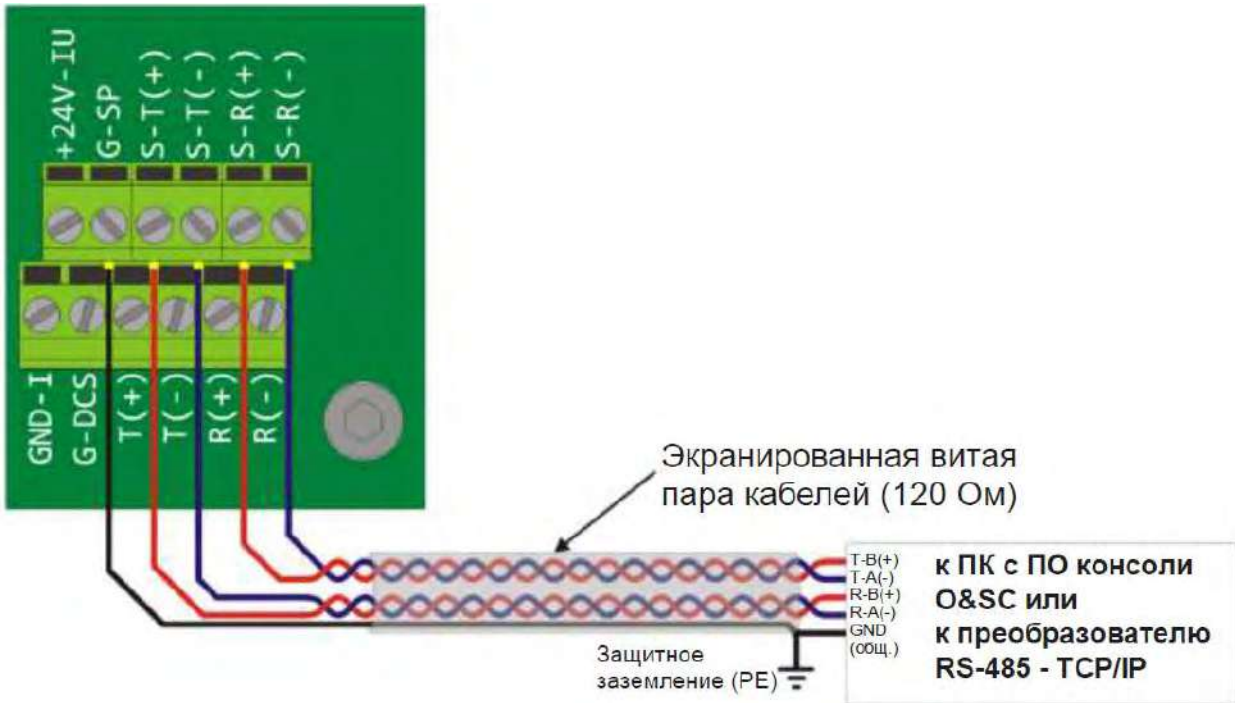 +24V-IU
G-SP
S-T(+)
S-T(-)
S-R(+)
S-R(-)
GND-I
G-DCS
T(+)
T(-)
R(+)
R(-)
Экранированная витая
пара кабелей (120 Ом)
T-B(+)
T-A(-)
R-B(+)
R-A(-)
GND
(общ.)
к ПК с ПО консоли
O&SC или
к преобразователю
RS-485 - TCP/IP
Защитное
заземление (PE)